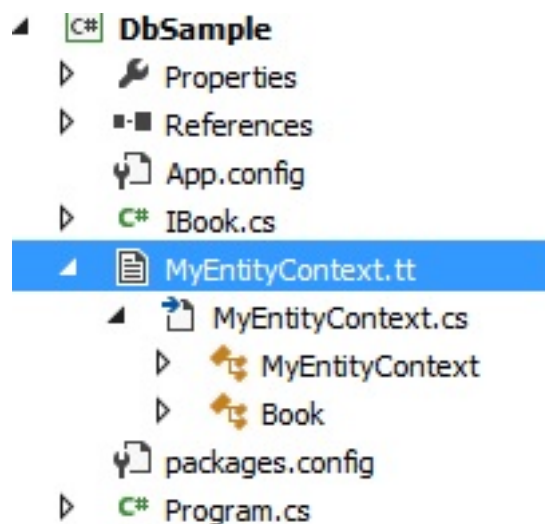 C# DbSample
Properties
References
App.config
C# IBook.cs
MyEntityContext.tt
MyEntityContext.cs
MyEntityContext
Book
packages.config
C# Program.cs